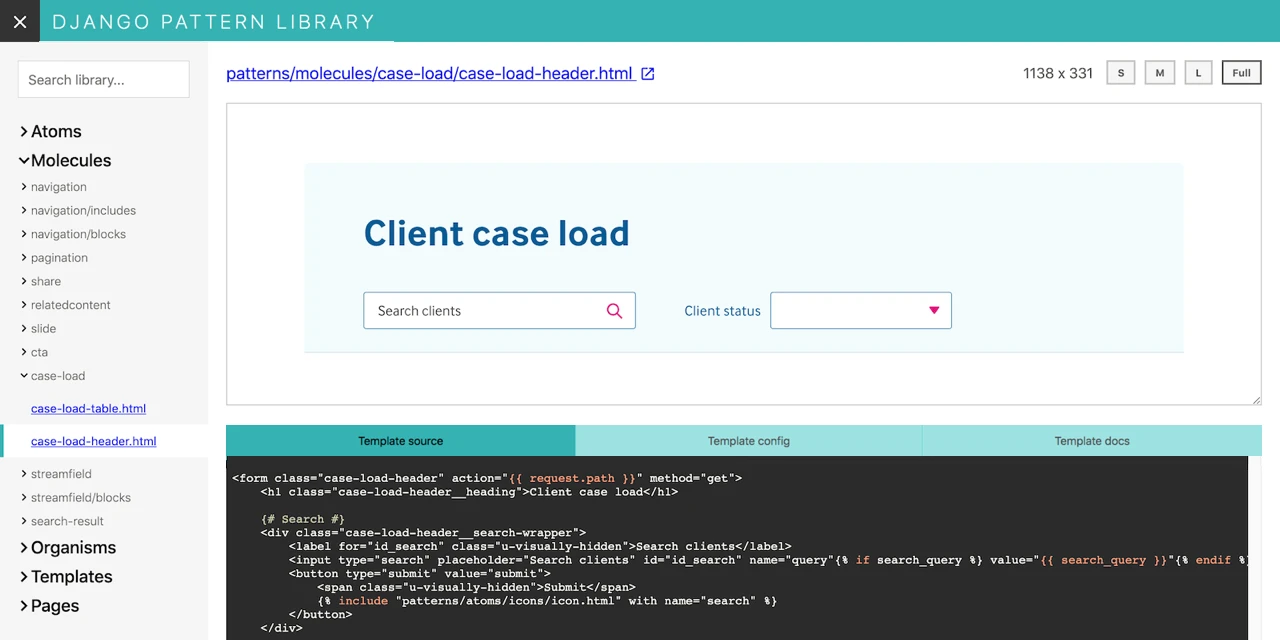 DJANGO PATTERN LIBRARY
Search library...
Atoms
Molecules
navigation
navigation/includes
navigation/blocks
pagination
share
relatedcontent
slide
cta
case-load
case-load-table.html
case-load-header.html
streamfield
streamfield/blocks
search-result
Organisms
Templates
Pages
patterns/molecules/case-load/case-load-header.html
1138 x 331
S
M
L
Full
Client case load
Search clients
Client status
Template source
Template config
Template docs
<form class="case-load-header" action="{{ request.path }}" method="get">
    <h1 class="case-load-header__heading">Client case load</h1>
    {# Search #}
    <div class="case-load-header__search-wrapper">
        <label for="id_search" class="u-visually-hidden">Search clients</label>
        <input type="search" placeholder="Search clients" id="id_search" name="query"{% if search_query %} value="{{ search_query }}"{% endif %}
        <button type="submit" value="submit">
            <span class="u-visually-hidden">Submit</span>
            {% include "patterns/atoms/icons/icon.html" with name="search" %}
        </button>
    </div>